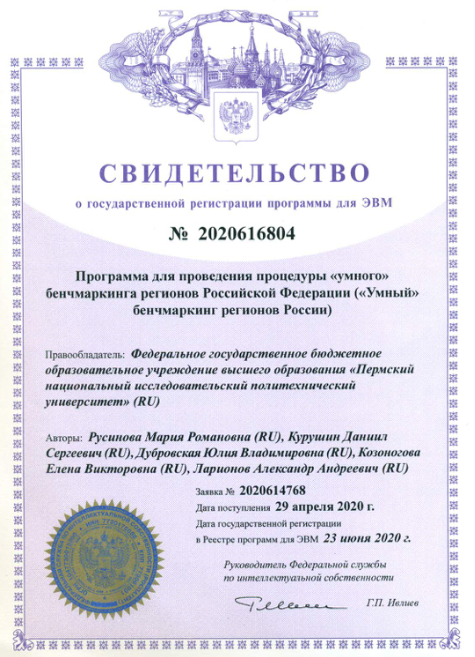 СВИДЕТЕЛЬСТВО
о государственной регистрации программы для ЭВМ
№ 2020616804
Программа для проведения процедуры «умного»
бенчмаркинга регионов Российской Федерации («Умный»
бенчмаркинг регионов России)
Правообладатель: Федеральное государственное бюджетное
образовательное учреждение высшего образования «Пермский
национальный исследовательский политехнический
университет» (RU)
Авторы: Русинова Мария Романовна (RU), Курушин Даниил
Сергеевич (RU), Дубровская Юлия Владимировна (RU), Козоногова
Елена Викторовна (RU), Ларионов Александр Андреевич (RU)
Заявка № 2020614768
Дата поступления 29 апреля 2020 г.
Дата государственной регистрации
в Реестре программ для ЭВМ 23 июня 2020 г.
Руководитель Федеральной службы
по интеллектуальной собственности
Г.П. Ивлиев